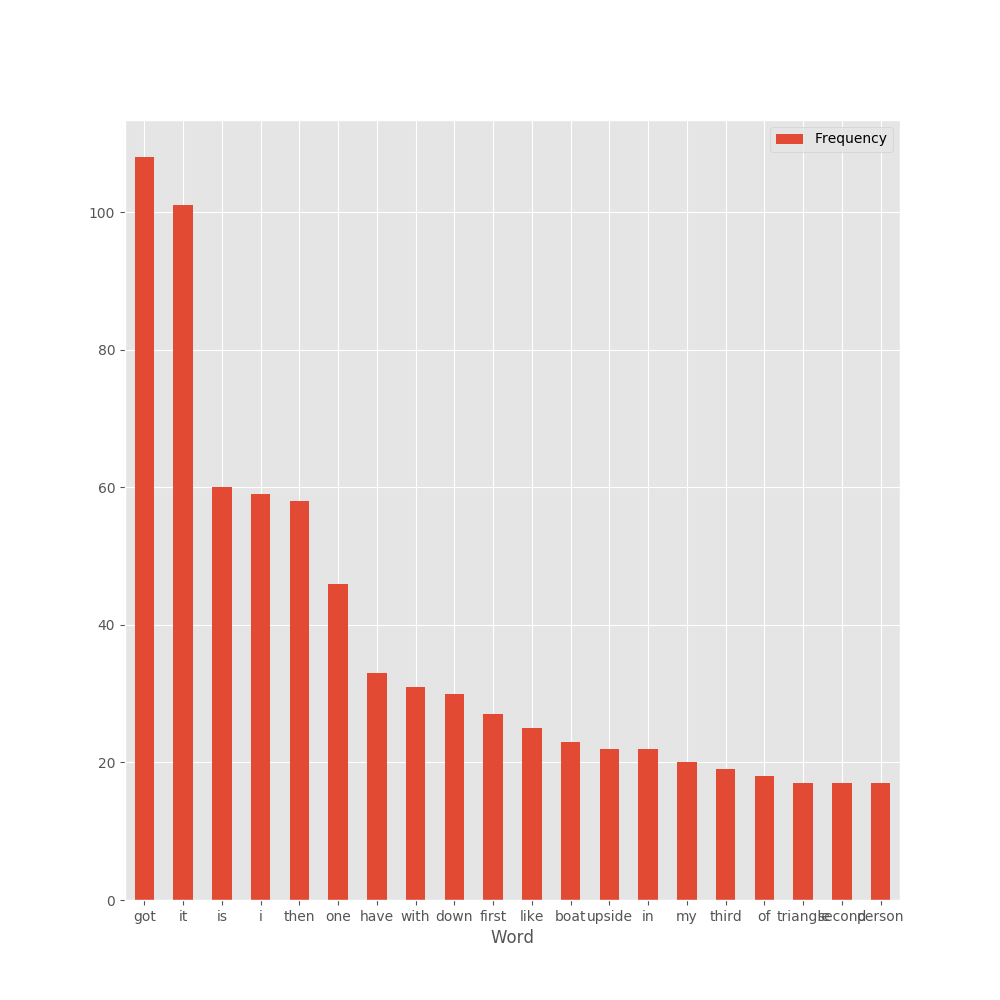 Frequency
100
80
60
40
20
0
got it is i then one have with down first like boat upside in my third of triangle second person
Word